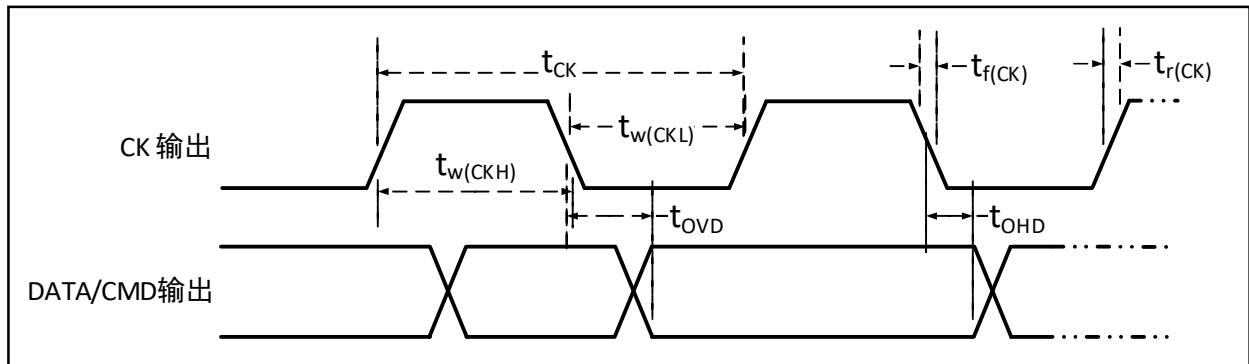 tCK
tf(CK)
tr(CK)
CK 输出
tw(CKL)
tw(CKH)
tOVD
tOHD
DATA/CMD输出